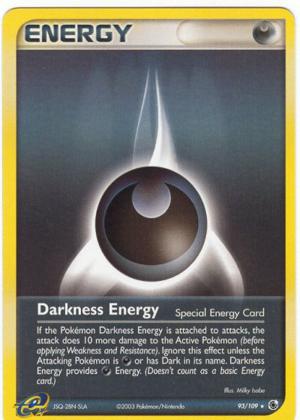 ENERGY
Darkness Energy Special Energy Card
If the Pokémon Darkness Energy is attached to attacks, the
attack does 10 more damage to the Active Pokémon (before
applying Weakness and Resistance). Ignore this effect unless the
Attacking Pokémon is or has Dark in its name. Darkness
Energy provides Energy. (Doesn't count as a basic Energy
card.)
Illus. Milky Isobe
e
JSQ-28N-SLA ©2003 Pokémon/Nintendo 93/109 ★